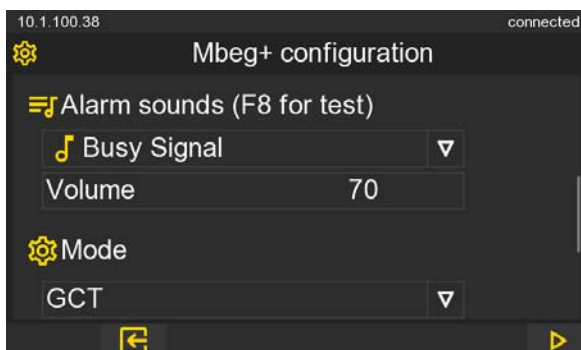 10.1.100.38 connected
Mbeg+ configuration
Alarm sounds (F8 for test)
Busy Signal
Volume 70
Mode
GCT